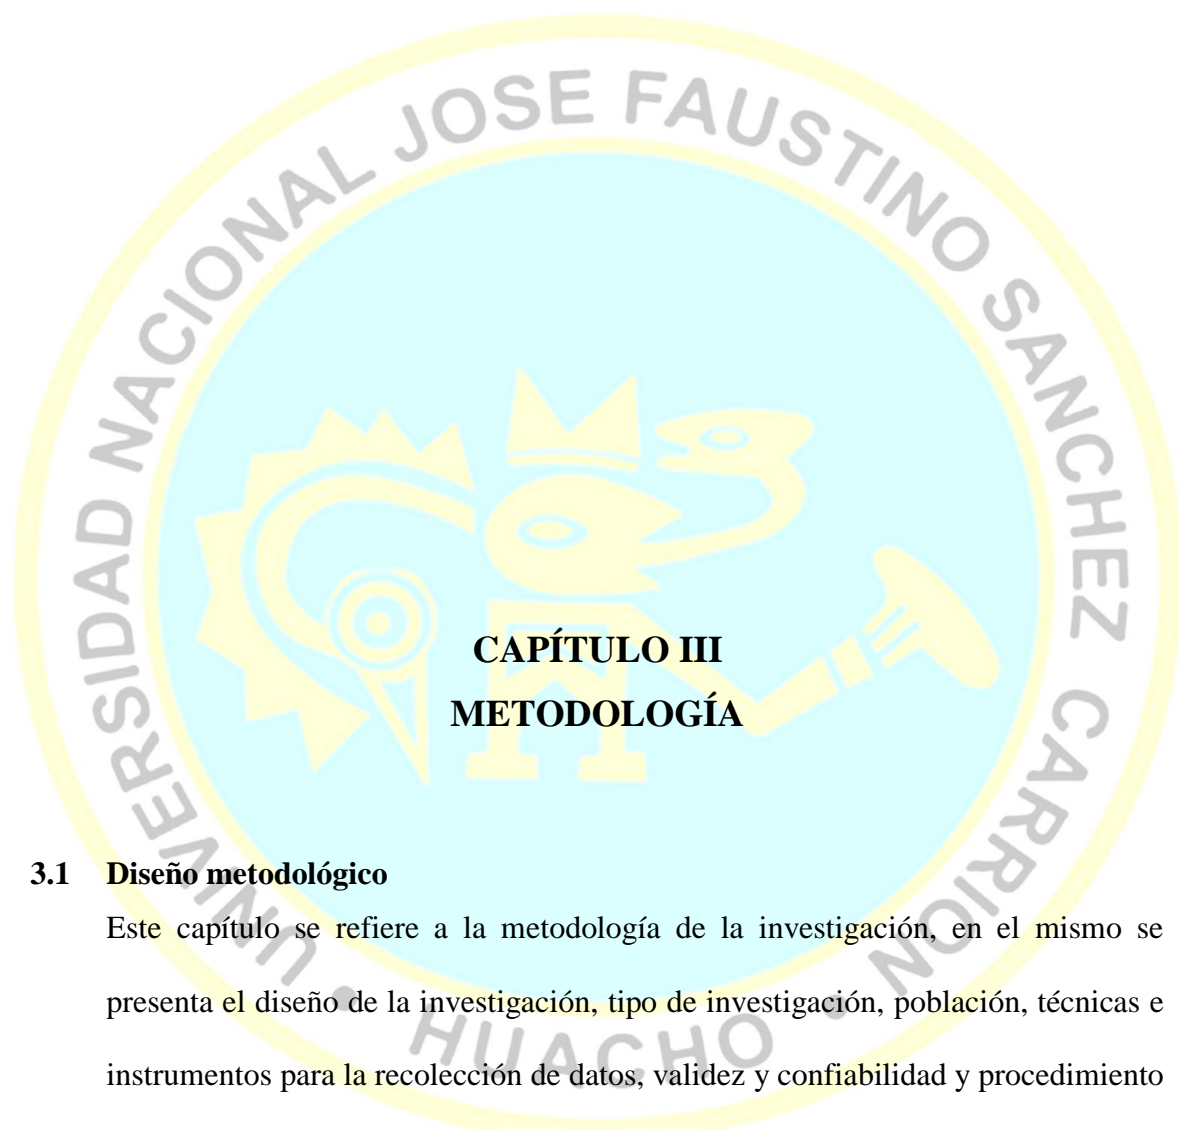 UNIVERSIDAD NACIONAL JOSE FAUSTINO SANCHEZ CARRION
• HUACHO •
CAPÍTULO III
METODOLOGÍA
3.1 Diseño metodológico
Este capítulo se refiere a la metodología de la investigación, en el mismo se
presenta el diseño de la investigación, tipo de investigación, población, técnicas e
instrumentos para la recolección de datos, validez y confiabilidad y procedimiento